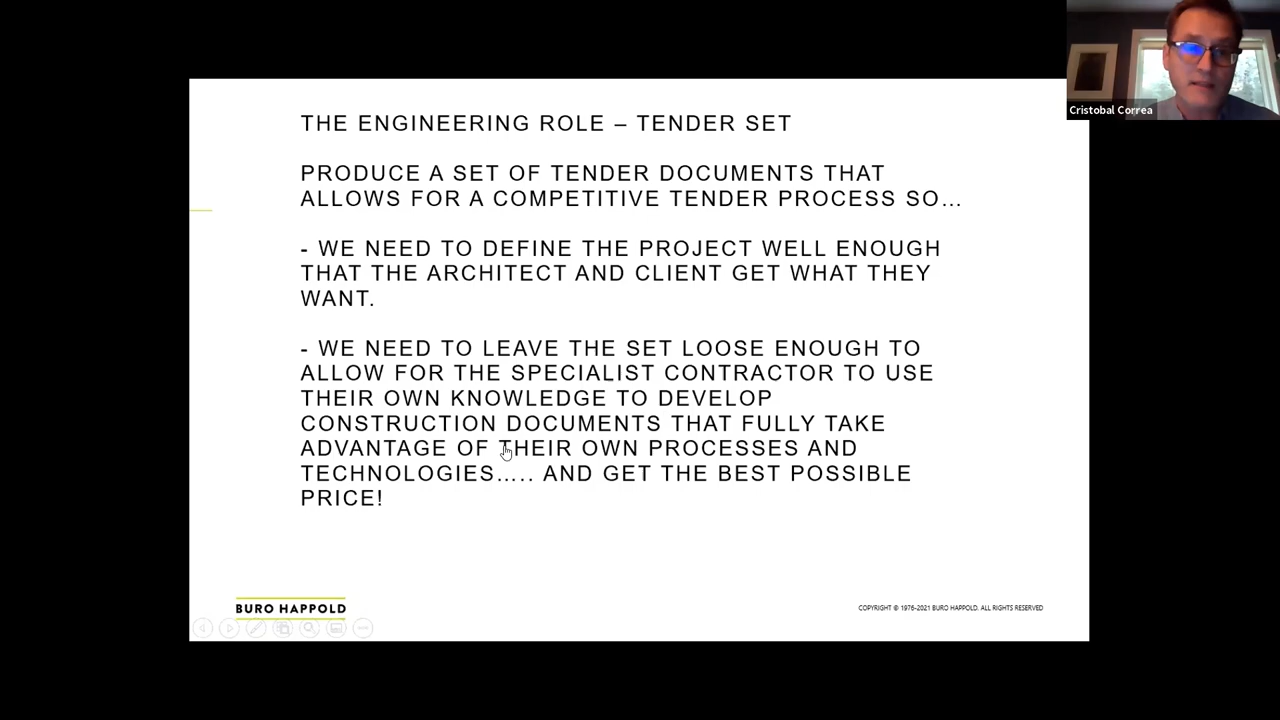 Cristobal Correa
THE ENGINEERING ROLE – TENDER SET
PRODUCE A SET OF TENDER DOCUMENTS THAT
ALLOWS FOR A COMPETITIVE TENDER PROCESS SO…
- WE NEED TO DEFINE THE PROJECT WELL ENOUGH
THAT THE ARCHITECT AND CLIENT GET WHAT THEY
WANT.
- WE NEED TO LEAVE THE SET LOOSE ENOUGH TO
ALLOW FOR THE SPECIALIST CONTRACTOR TO USE
THEIR OWN KNOWLEDGE TO DEVELOP
CONSTRUCTION DOCUMENTS THAT FULLY TAKE
ADVANTAGE OF THEIR OWN PROCESSES AND
TECHNOLOGIES….. AND GET THE BEST POSSIBLE
PRICE!
BURO HAPPOLD
COPYRIGHT © 1976-2021 BURO HAPPOLD. ALL RIGHTS RESERVED